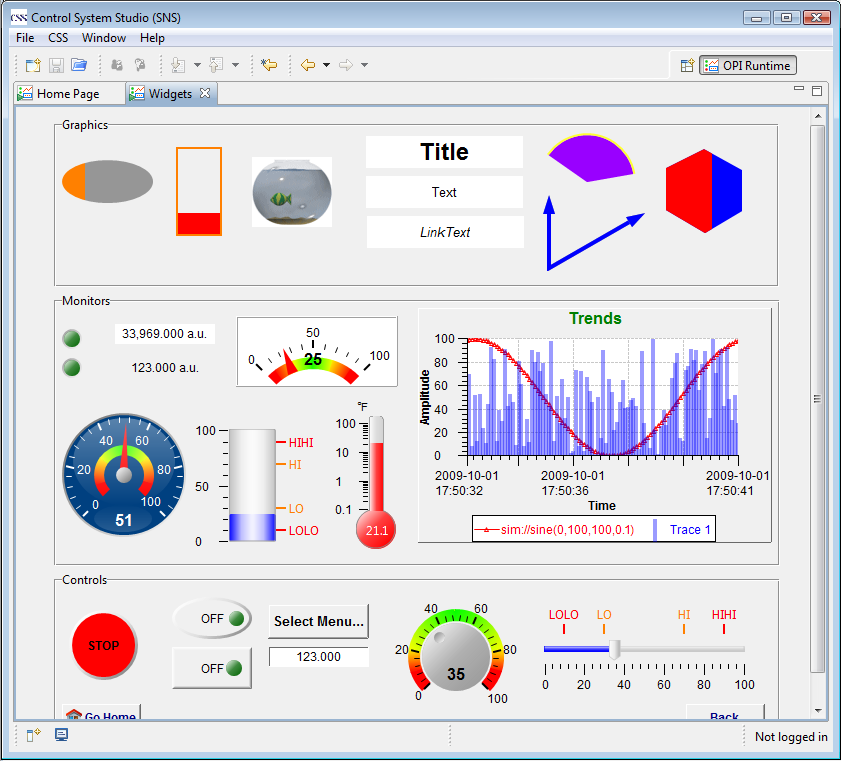 CSS Control System Studio (SNS)
File CSS Window Help
OPI Runtime
Home Page Widgets
Graphics
Title
Text
LinkText
Monitors
33,969.000 a.u.
123.000 a.u.
0 50 100
25
Trends
Amplitude
100
80
60
40
20
0
2009-10-01 2009-10-01 2009-10-01
17:50:32 17:50:36 17:50:41
Time
sim://sine(0,100,100,0.1) Trace 1
0 20 40 60 80 100
51
100
50
0
HIHI
HI
LO
LOLO
°F
100
10
1
0.1
21.1
Controls
STOP
OFF
OFF
Select Menu...
123.000
0 20 40 60 80 100
35
LOLO LO HI HIHI
0 20 40 60 80 100
Go Home Back
Not logged in